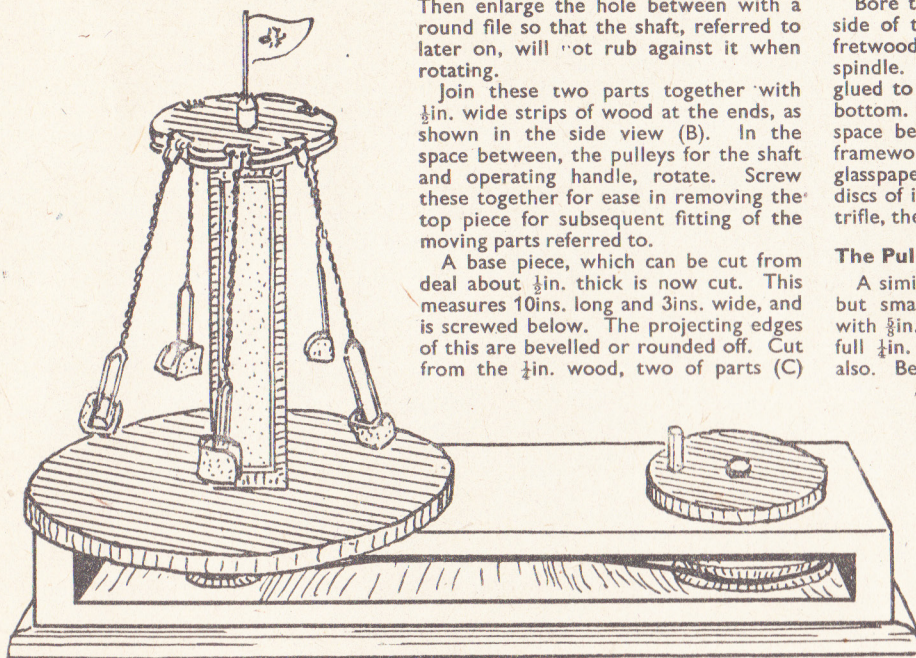 Then enlarge the hole between with a
round file so that the shaft, referred to
later on, will not rub against it when
rotating.
Join these two parts together with
½in. wide strips of wood at the ends, as
shown in the side view (B). In the
space between, the pulleys for the shaft
and operating handle, rotate. Screw
these together for ease in removing the
top piece for subsequent fitting of the
moving parts referred to.
A base piece, which can be cut from
deal about ½in. thick is now cut. This
measures 10ins. long and 3ins. wide, and
is screwed below. The projecting edges
of this are bevelled or rounded off. Cut
from the ¼in. wood, two of parts (C)
Bore t
side of t
fretwood
spindle.
glued to
bottom.
space be
framewo
glasspape
discs of i
trifle, the
The Pul
A simi
but sma
with ⅝in.
full ¼in.
also. Be